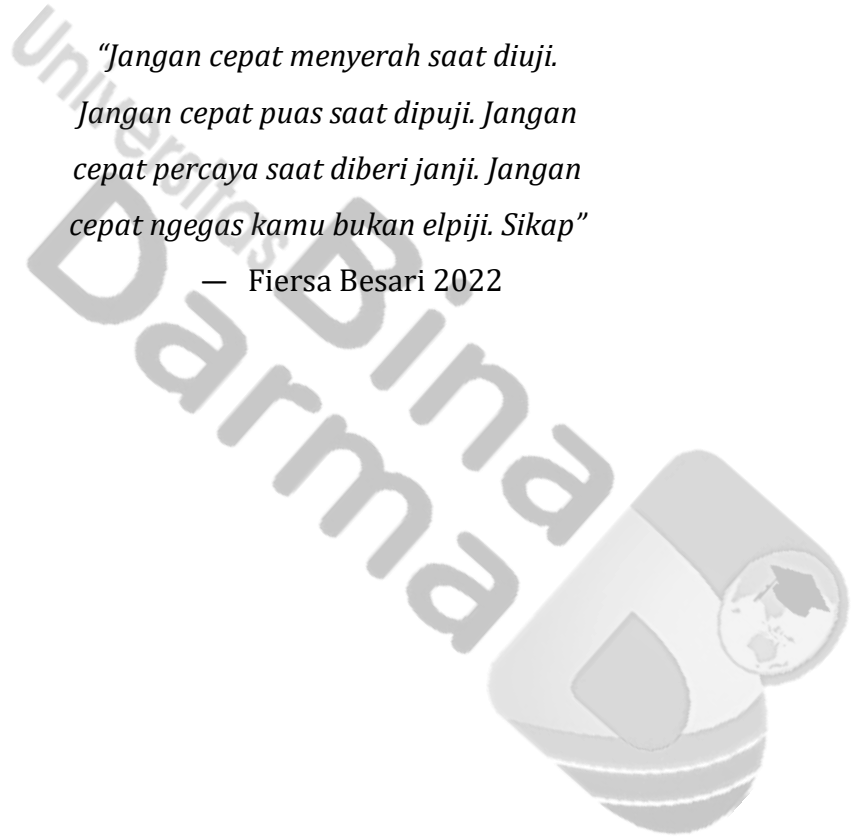 “Jangan cepat menyerah saat diuji.
Jangan cepat puas saat dipuji. Jangan
cepat percaya saat diberi janji. Jangan
cepat ngegas kamu bukan elpiji. Sikap”
— Fiersa Besari 2022
Universitas
Bina
Darma